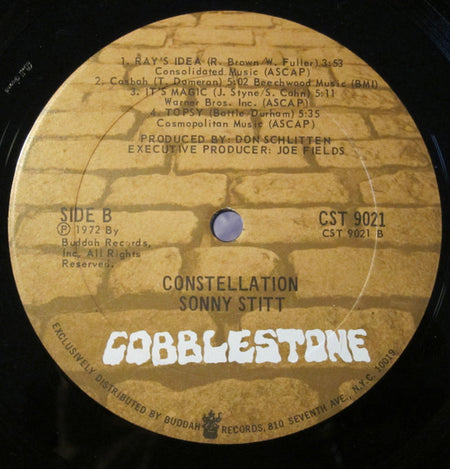 1. RAY'S IDEA (R. Brown/W. Fuller) 3:53
Consolidated Music (ASCAP)
2. Casbah (T. Dameron) 5:02 Beechwood Music (BMI)
3. IT'S MAGIC (J. Styne/S. Cahn) 5:11
Warner Bros. Inc. (ASCAP)
4. TOPSY (Battle-Durham) 5:35
Cosmopolitan Music (ASCAP)
PRODUCED BY: DON SCHLITTEN
EXECUTIVE PRODUCER: JOE FIELDS
SIDE B
Ⓟ 1972 By
Buddah Records,
Inc. All Rights
Reserved.
CST 9021
CST 9021 B
CONSTELLATION
SONNY STITT
COBBLESTONE
EXCLUSIVELY DISTRIBUTED BY BUDDAH RECORDS, 810 SEVENTH AVE., N.Y.C. 10019